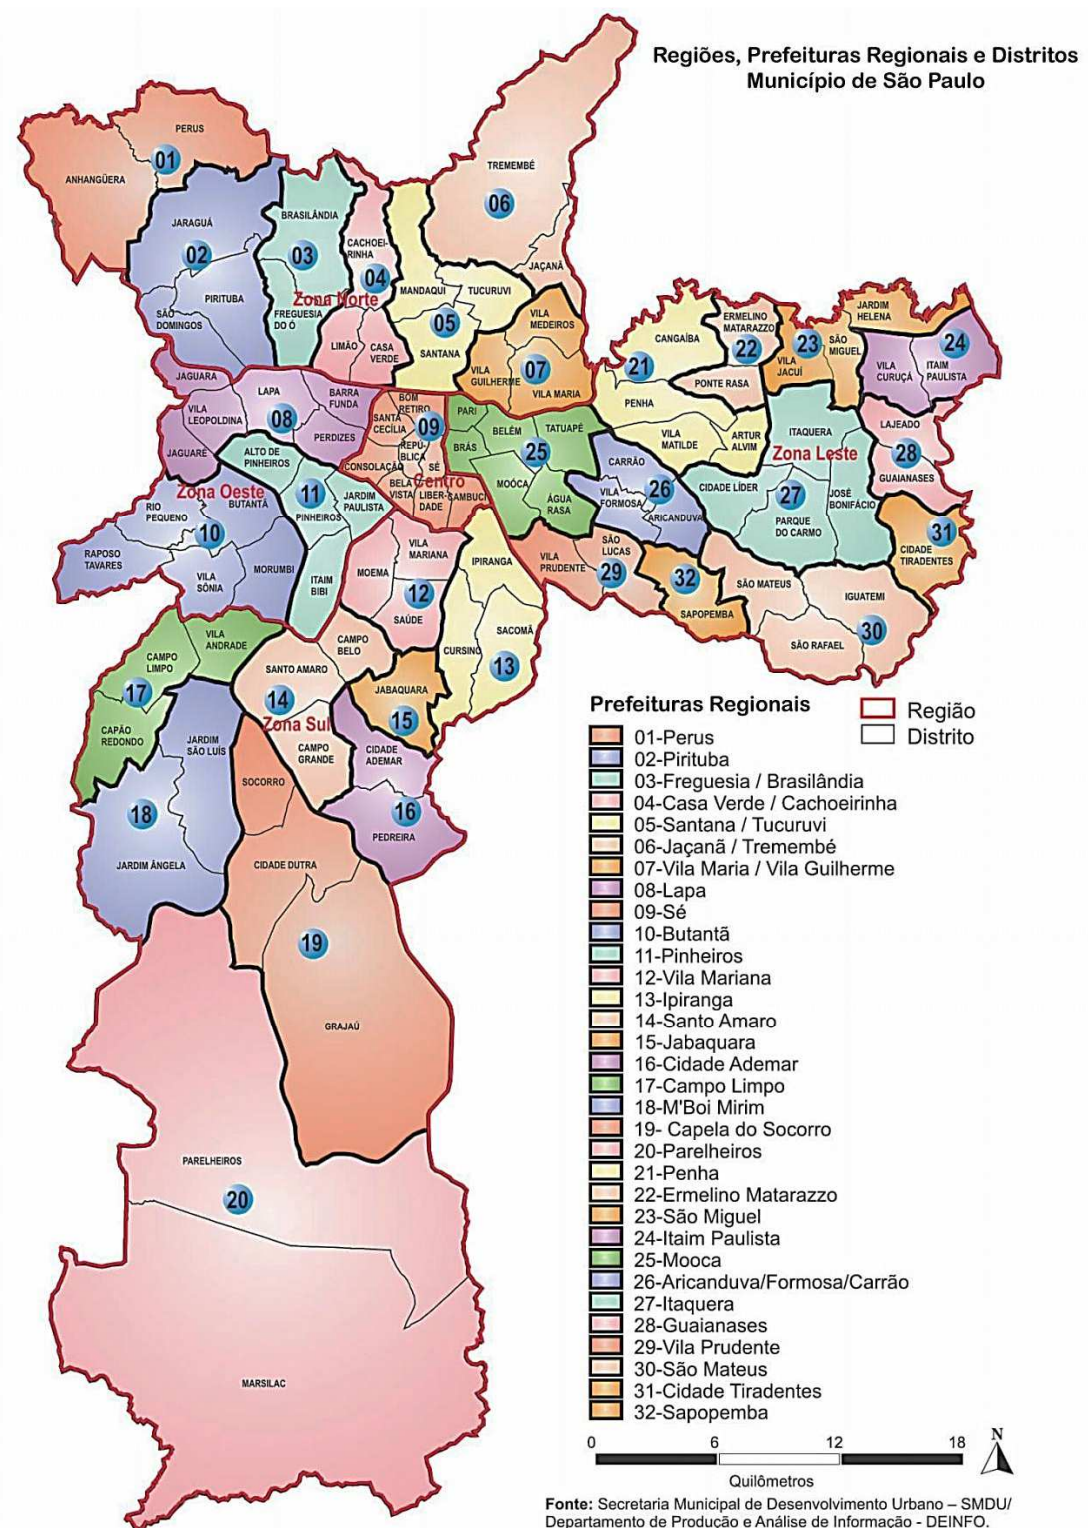 Regiões, Prefeituras Regionais e Distritos
Município de São Paulo
PERUS
01
ANHANGÜERA
TREMEMBÉ
06
JAÇANÃ
JARAGUÁ
02
PIRITUBA
SÃO
DOMINGOS
BRASILÂNDIA
03
Zona Norte
FREGUESIA
DO Ó
CACHOEI-
RINHA
04
LIMÃO
CASA
VERDE
MANDAQUI
TUCURUVI
05
SANTANA
VILA
MEDEIROS
07
VILA
GUILHERME
VILA MARIA
CANGAÍBA
21
PENHA
VILA
MATILDE
ARTUR
ALVIM
ERMELINO
MATARAZZO
22
PONTE RASA
JARDIM
HELENA
23
SÃO
MIGUEL
VILA
JACUÍ
24
VILA
CURUÇÁ
ITAIM
PAULISTA
JAGUARA
LAPA
VILA
LEOPOLDINA
08
BARRA
FUNDA
PERDIZES
JAGUARÉ
BOM
RETIRO
SANTA
CECÍLIA
09
REPÚ-
BLICA
SÉ
CONSOLAÇÃO
Centro
BELA
VISTA
LIBER-
DADE
CAMBUCI
PARI
BRÁS
BELÉM
TATUAPÉ
25
MOÓCA
ÁGUA
RASA
CARRÃO
VILA
FORMOSA
26
ARICANDUVA
ITAQUERA
Zona Leste
CIDADE LÍDER
27
JOSÉ
BONIFÁCIO
PARQUE
DO CARMO
LAJEADO
28
GUAIANASES
31
CIDADE
TIRADENTES
ALTO DE
PINHEIROS
11
PINHEIROS
JARDIM
PAULISTA
ITAIM
BIBI
Zona Oeste
BUTANTÃ
RIO
PEQUENO
10
RAPOSO
TAVARES
VILA
SÔNIA
MORUMBI
VILA
MARIANA
MOEMA
12
SAÚDE
IPIRANGA
SACOMÃ
CURSINO
13
VILA
PRUDENTE
SÃO
LUCAS
29
32
SAPOPEMBA
SÃO MATEUS
IGUATEMI
30
SÃO RAFAEL
VILA
ANDRADE
CAMPO
LIMPO
17
CAPÃO
REDONDO
CAMPO
BELO
SANTO AMARO
14
Zona Sul
CAMPO
GRANDE
JABAQUARA
15
CIDADE
ADEMAR
16
PEDREIRA
JARDIM
SÃO LUÍS
18
JARDIM ÂNGELA
SOCORRO
CIDADE DUTRA
19
GRAJAÚ
PARELHEIROS
20
MARSILAC
Prefeituras Regionais
Região
Distrito
01-Perus
02-Pirituba
03-Freguesia / Brasilândia
04-Casa Verde / Cachoeirinha
05-Santana / Tucuruvi
06-Jaçanã / Tremembé
07-Vila Maria / Vila Guilherme
08-Lapa
09-Sé
10-Butantã
11-Pinheiros
12-Vila Mariana
13-Ipiranga
14-Santo Amaro
15-Jabaquara
16-Cidade Ademar
17-Campo Limpo
18-M'Boi Mirim
19- Capela do Socorro
20-Parelheiros
21-Penha
22-Ermelino Matarazzo
23-São Miguel
24-Itaim Paulista
25-Mooca
26-Aricanduva/Formosa/Carrão
27-Itaquera
28-Guaianases
29-Vila Prudente
30-São Mateus
31-Cidade Tiradentes
32-Sapopemba
0 6 12 18
N
Quilômetros
Fonte: Secretaria Municipal de Desenvolvimento Urbano – SMDU/
Departamento de Produção e Análise de Informação - DEINFO.